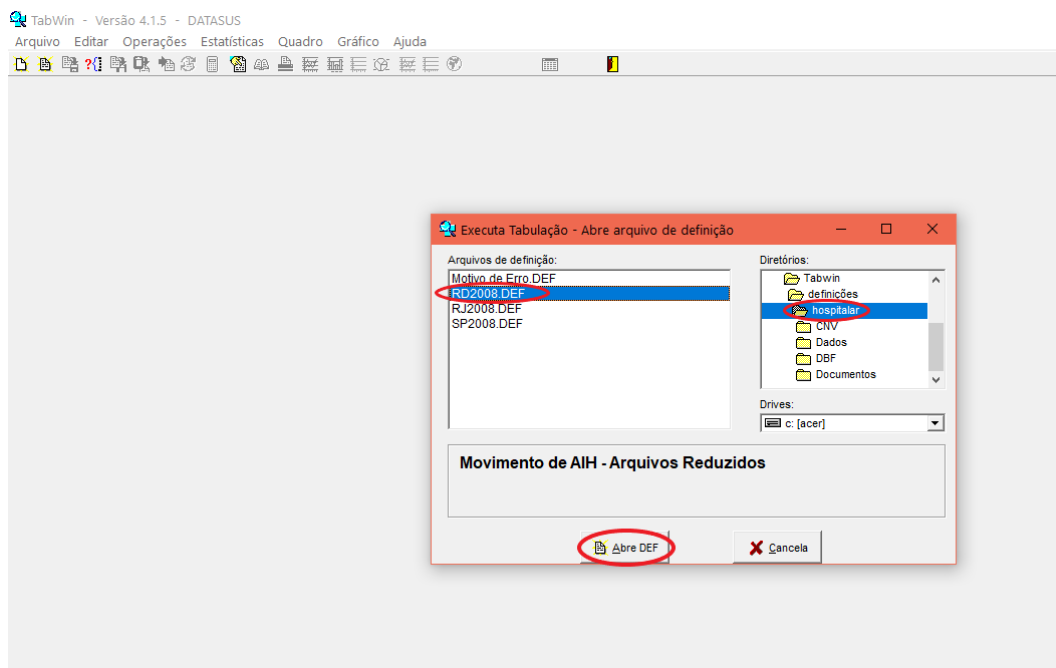 TabWin - Versão 4.1.5 - DATASUS
Arquivo Editar Operações Estatísticas Quadro Gráfico Ajuda
Executa Tabulação - Abre arquivo de definição
Arquivos de definição:
Motivo de Erro.DEF
RD2008.DEF
RJ2008.DEF
SP2008.DEF
Diretórios:
Tabwin
definições
hospitalar
CNV
Dados
DBF
Documentos
Drives:
c: [acer]
Movimento de AIH - Arquivos Reduzidos
Abre DEF
Cancela